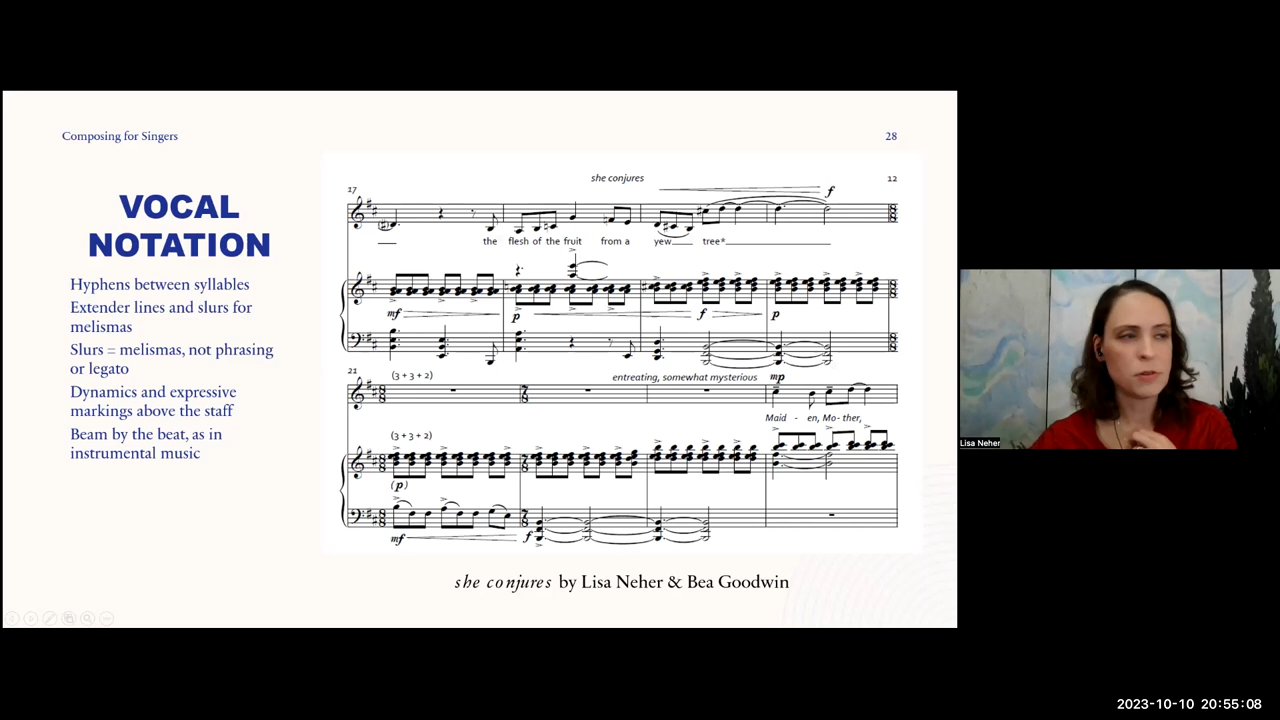 Composing for Singers
28
VOCAL
NOTATION
Hyphens between syllables
Extender lines and slurs for
melismas
Slurs = melismas, not phrasing
or legato
Dynamics and expressive
markings above the staff
Beam by the beat, as in
instrumental music
she conjures
12
17
f
the flesh of the fruit from a yew tree*
mf p f p
21
(3 + 3 + 2)
entreating, somewhat mysterious mp
Maid - en, Mo - ther,
(3 + 3 + 2)
(p)
mf f
she conjures by Lisa Neher & Bea Goodwin
Lisa Neher
2023-10-10 20:55:08